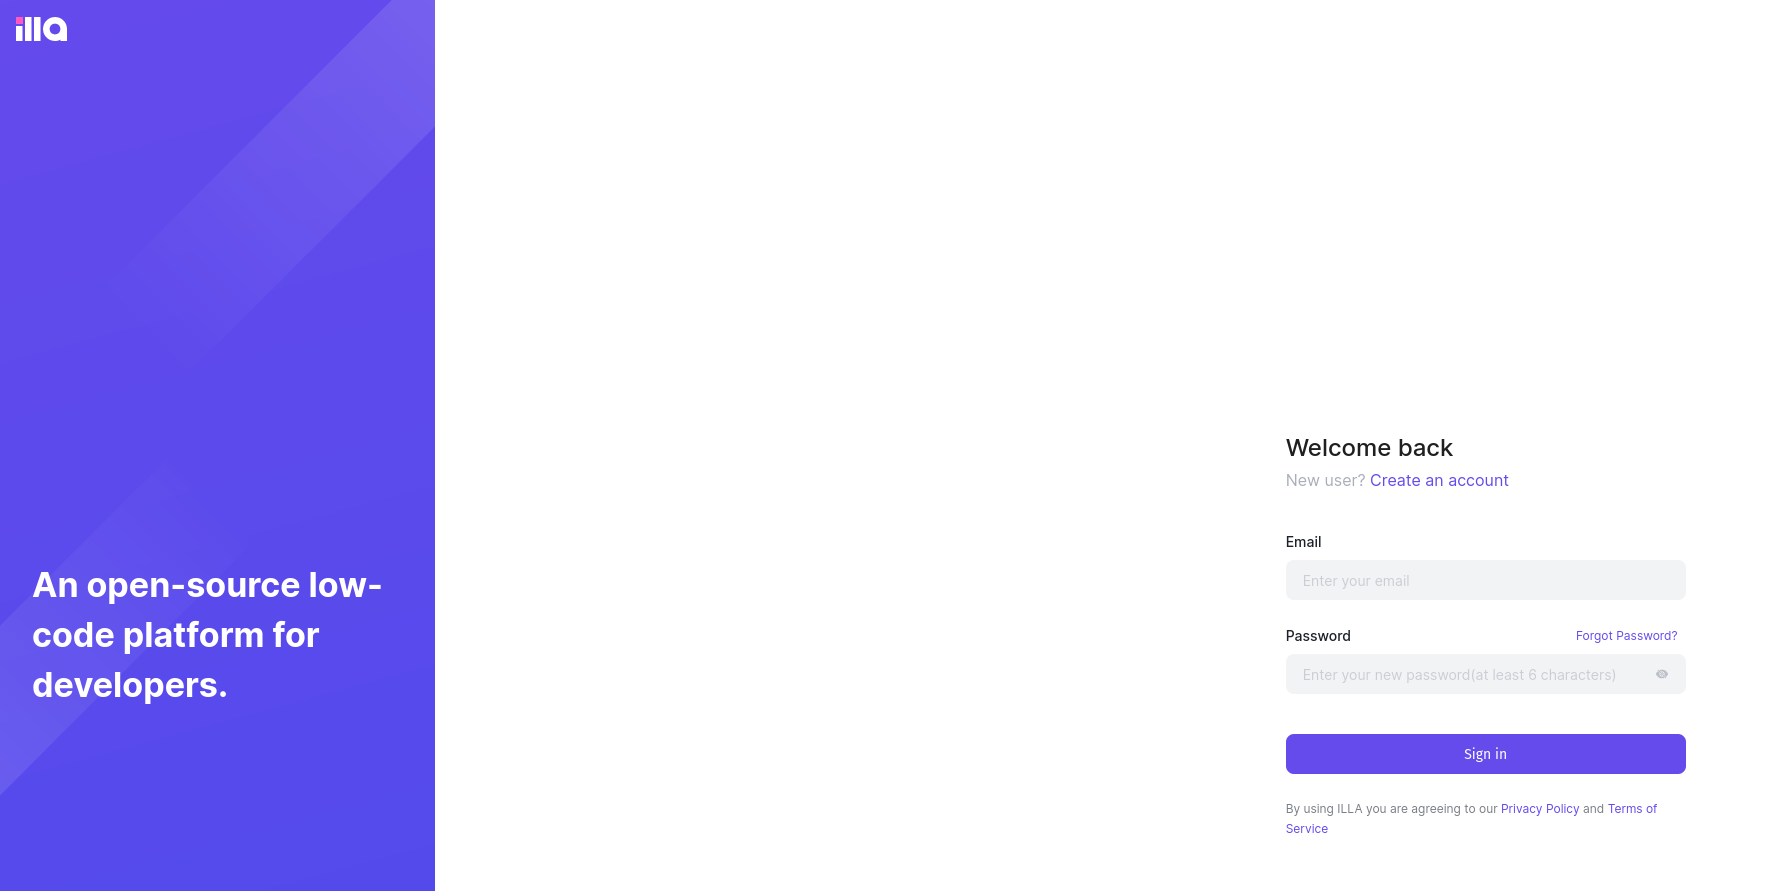 illa
An open-source low-
code platform for
developers.
Welcome back
New user? Create an account
Email
Enter your email
Password
Forgot Password?
Enter your new password(at least 6 characters)
Sign in
By using ILLA you are agreeing to our Privacy Policy and Terms of
Service